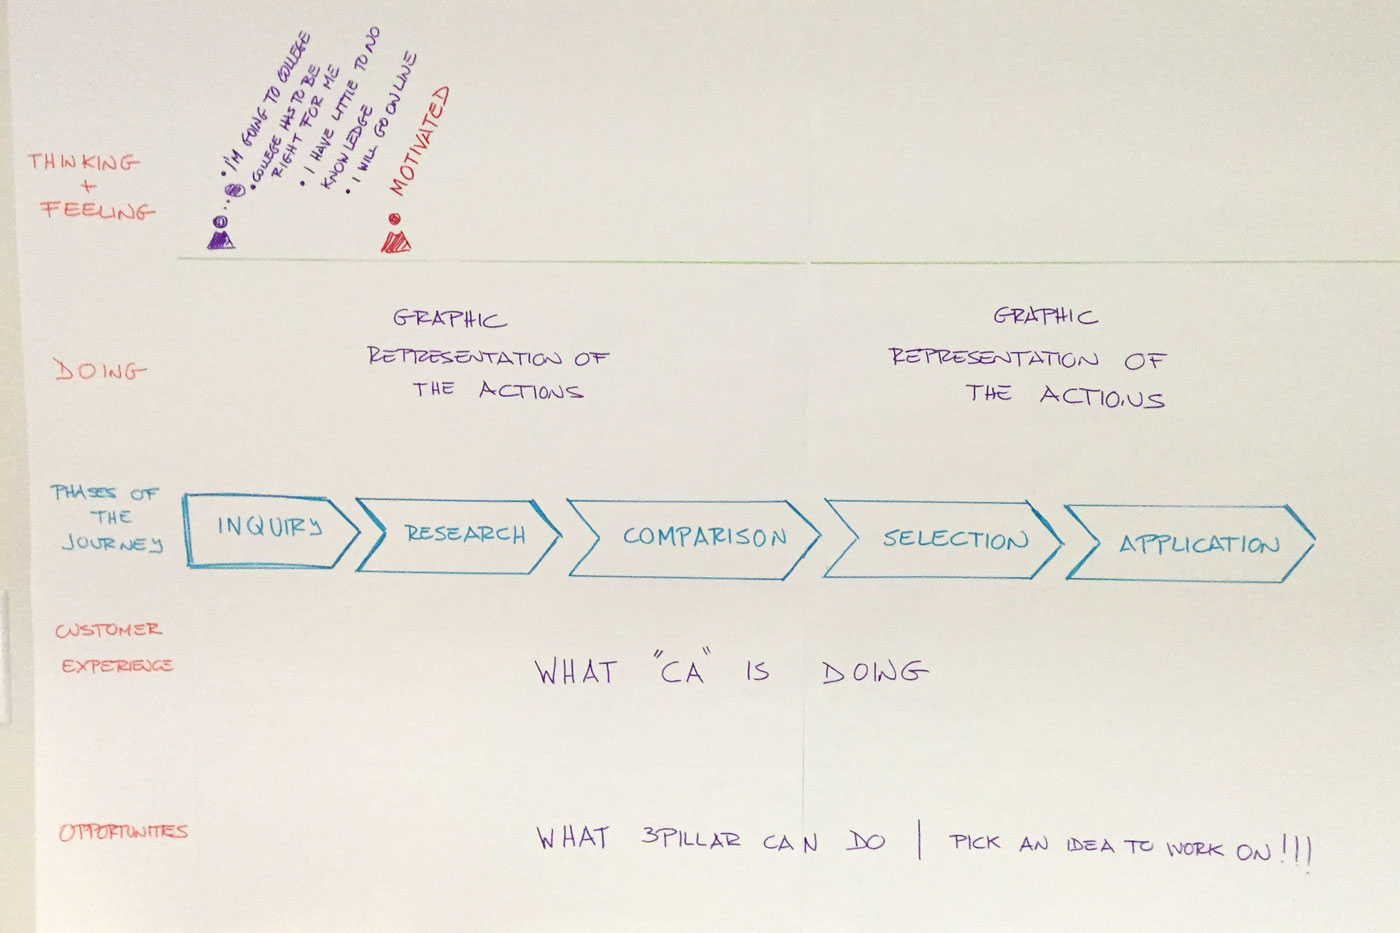 THINKING
+
FEELING
• I'M GOING TO COLLEGE
• COLLEGE HAS TO BE
RIGHT FOR ME
• I HAVE LITTLE TO NO
KNOWLEDGE
• I WILL GO ONLINE
MOTIVATED
DOING
GRAPHIC
REPRESENTATION OF
THE ACTIONS
GRAPHIC
REPRESENTATION OF
THE ACTIONS
PHASES OF
THE
JOURNEY
INQUIRY
RESEARCH
COMPARISON
SELECTION
APPLICATION
CUSTOMER
EXPERIENCE
WHAT "CA" IS DOING
OPPORTUNITIES
WHAT 3PILLAR CAN DO | PICK AN IDEA TO WORK ON!!!